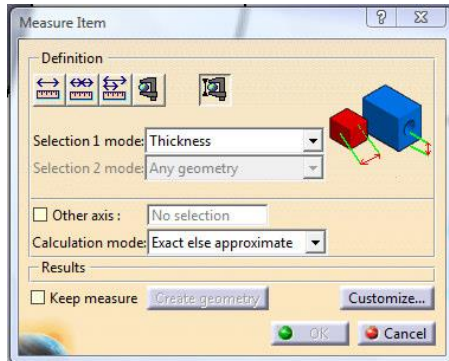 Measure Item
Definition
Selection 1 mode: Thickness
Selection 2 mode: Any geometry
Other axis : No selection
Calculation mode: Exact else approximate
Results
Keep measure Create geometry Customize...
OK Cancel